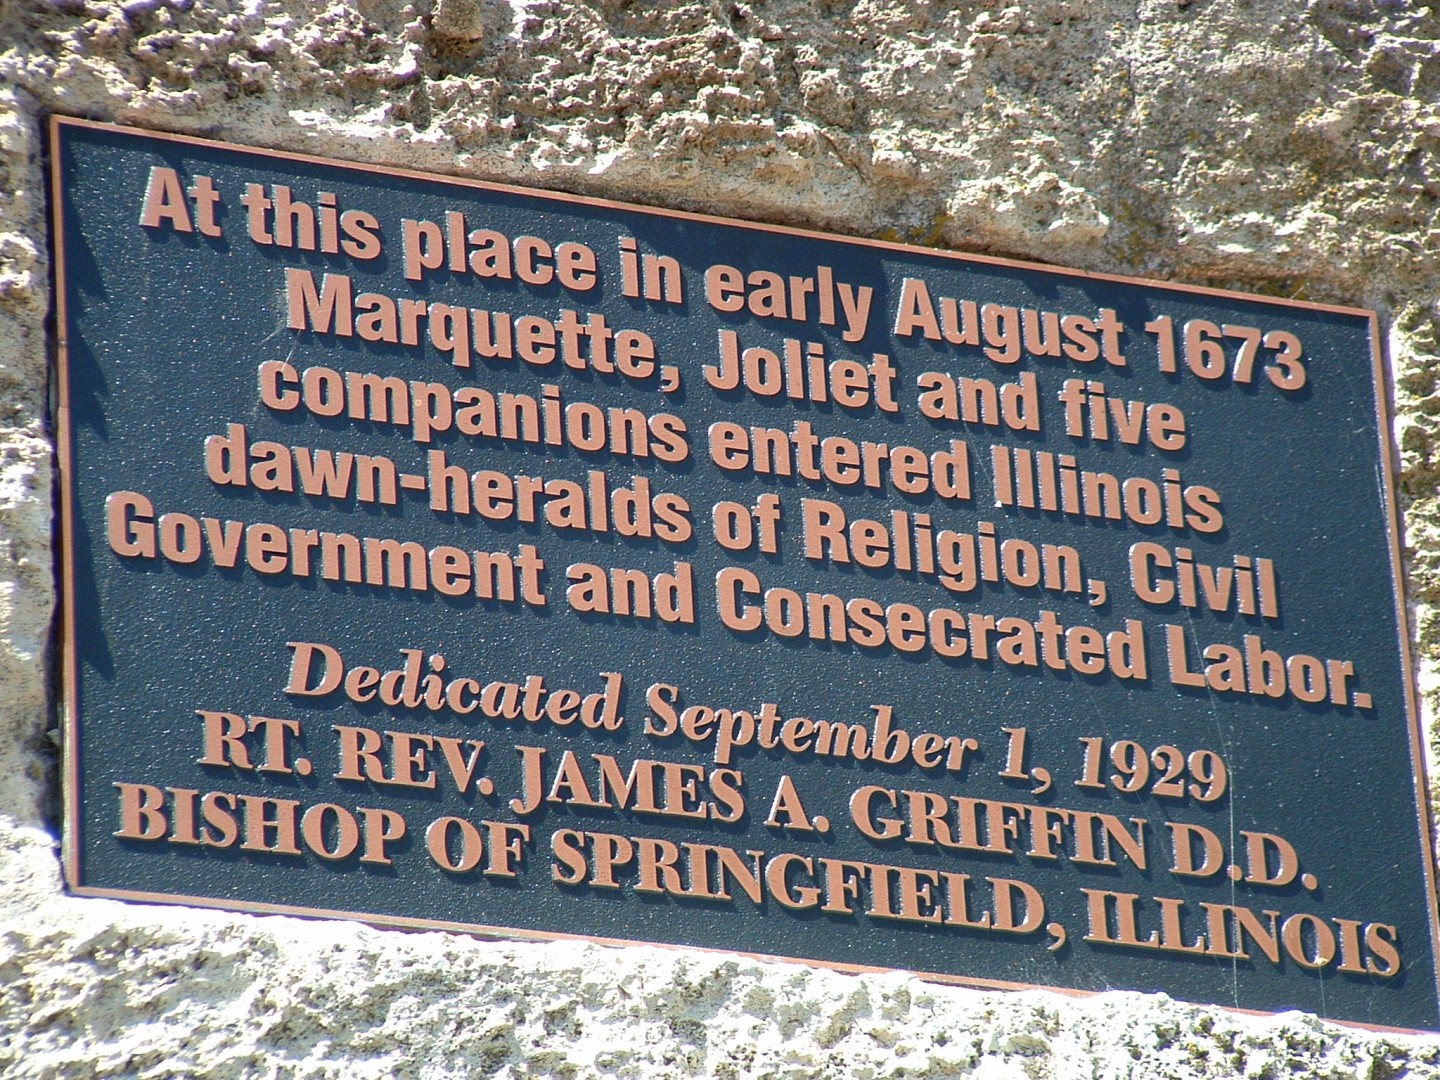 At this place in early August 1673
Marquette, Joliet and five
companions entered Illinois
dawn-heralds of Religion, Civil
Government and Consecrated Labor.
Dedicated September 1, 1929
RT. REV. JAMES A. GRIFFIN D.D.
BISHOP OF SPRINGFIELD, ILLINOIS